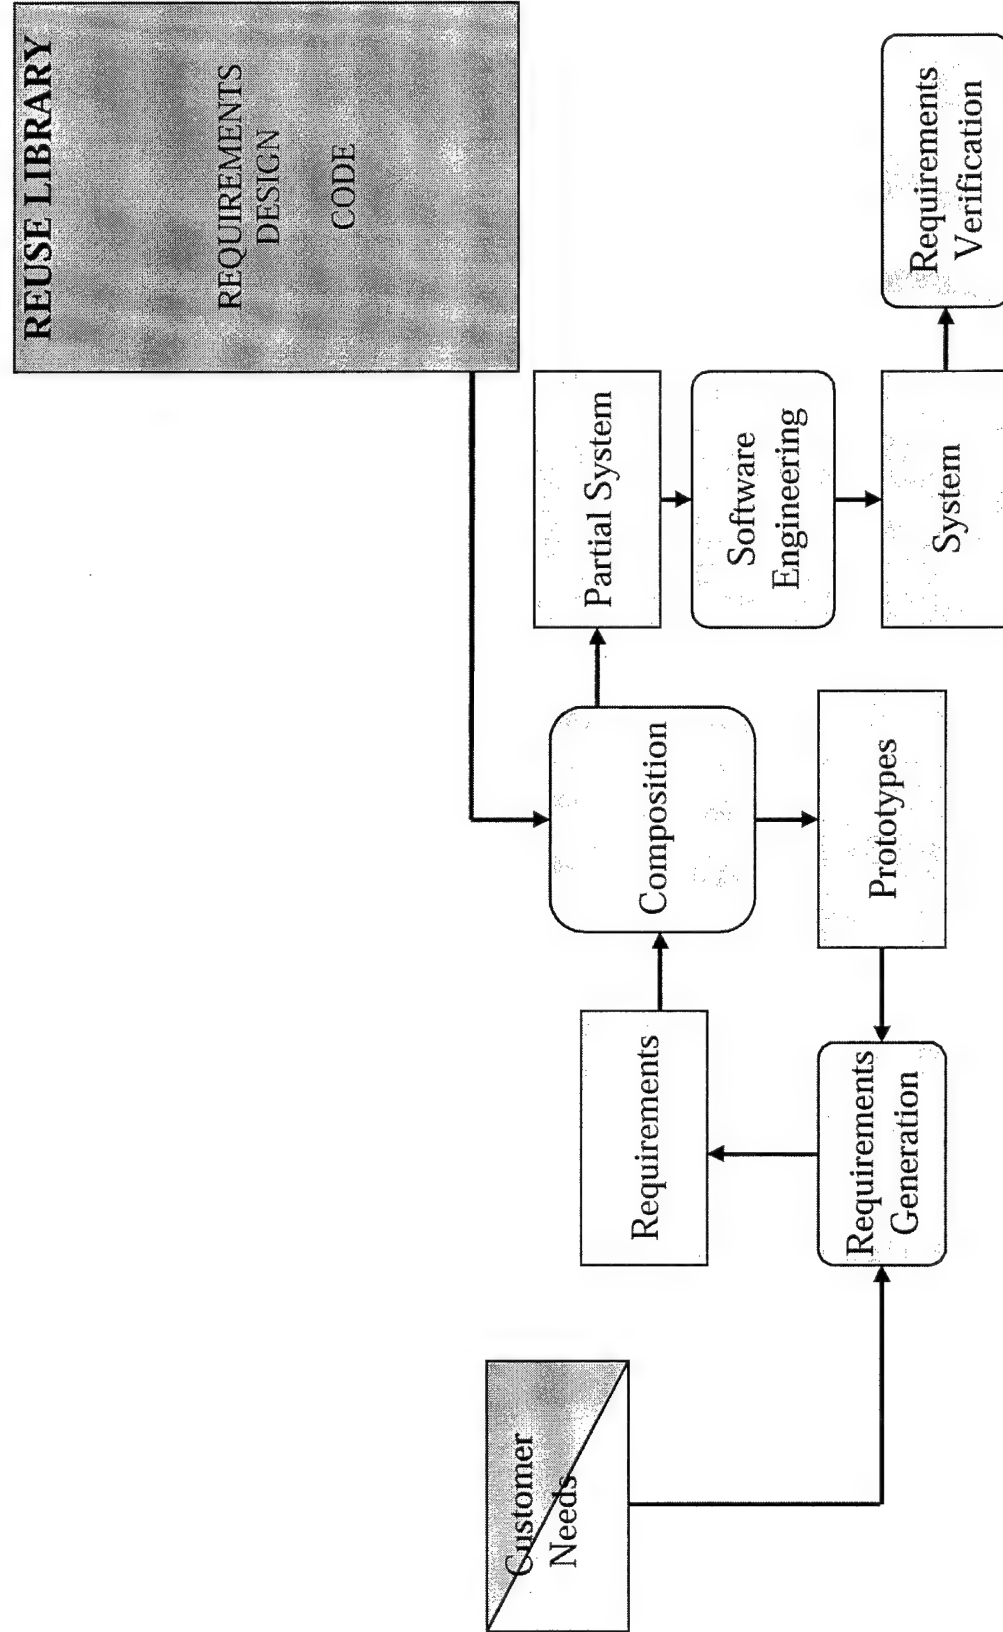 REUSE LIBRARY
REQUIREMENTS
DESIGN
CODE
Customer
Needs
Requirements
Composition
Partial System
Software
Engineering
Requirements
Generation
Prototypes
System
Requirements
Verification